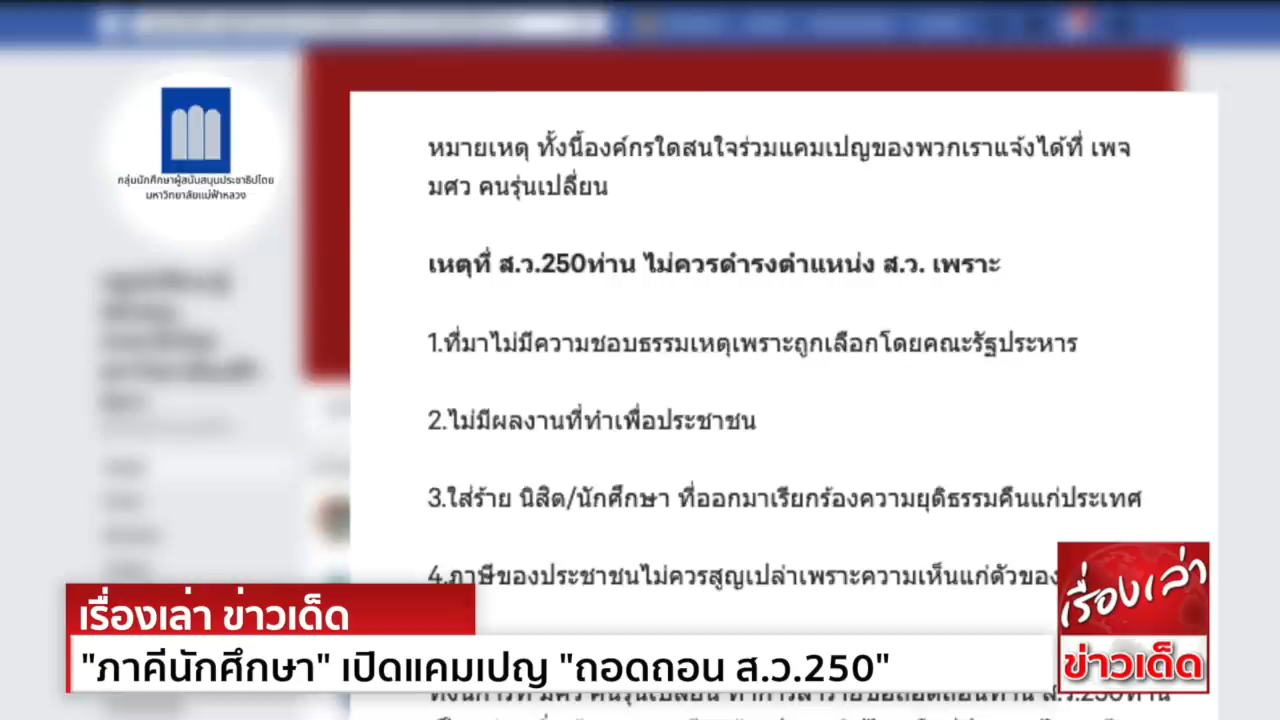 กลุ่มนักศึกษาผู้สนับสนุนประชาธิปไตย
มหาวิทยาลัยแม่ฟ้าหลวง
หมายเหตุ ทั้งนี้องค์กรใดสนใจร่วมแคมเปญของพวกเราแจ้งได้ที่ เพจ
มศว คนรุ่นเปลี่ยน
เหตุที่ ส.ว.250ท่าน ไม่ควรดำรงตำแหน่ง ส.ว. เพราะ
1.ที่มาไม่มีความชอบธรรมเหตุเพราะถูกเลือกโดยคณะรัฐประหาร
2.ไม่มีผลงานที่ทำเพื่อประชาชน
3.ใส่ร้าย นิสิต/นักศึกษา ที่ออกมาเรียกร้องความยุติธรรมคืนแก่ประเทศ
4.ภาษีของประชาชนไม่ควรสูญเปล่าเพราะความเห็นแก่ตัวของ
เรื่องเล่า ข่าวเด็ด
"ภาคีนักศึกษา" เปิดแคมเปญ "ถอดถอน ส.ว.250"
เรื่องเล่า
ข่าวเด็ด